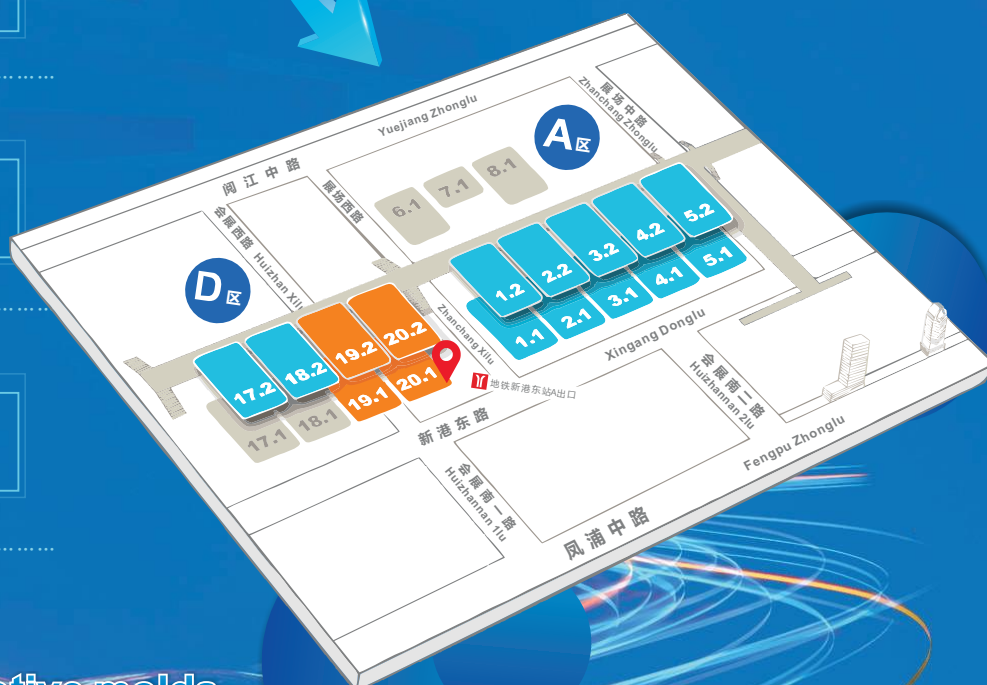 Yuejiang Zhonglu
阅江中路
展场中路
Zhanchang Zhonglu
A区
8.1
7.1
6.1
展场西路
会展西路 Huizhan Xilu
D区
5.2
4.2
3.2
2.2
1.2
5.1
4.1
3.1
2.1
1.1
20.2
19.2
18.2
17.2
20.1
19.1
18.1
17.1
Zhanchang Xilu
Xingang Donglu
地铁新港东站A出口
新港东路
会展南二路
Huizhannan 2lu
会展南一路
Huizhannan 1lu
Fengpu Zhonglu
凤浦中路
molds